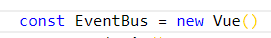 const EventBus = new Vue()